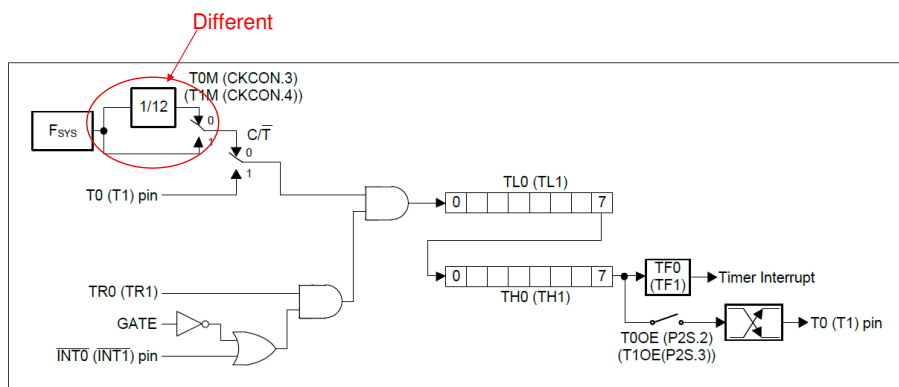 Different
T0M (CKCON.3)
(T1M (CKCON.4))
1/12
FSYS
0
1
C/T
0
1
T0 (T1) pin
TL0 (TL1)
0 7
0 7
TH0 (TH1)
TF0
(TF1)
Timer Interrupt
TR0 (TR1)
GATE
INT0 (INT1) pin
T0OE (P2S.2)
(T1OE(P2S.3))
T0 (T1) pin